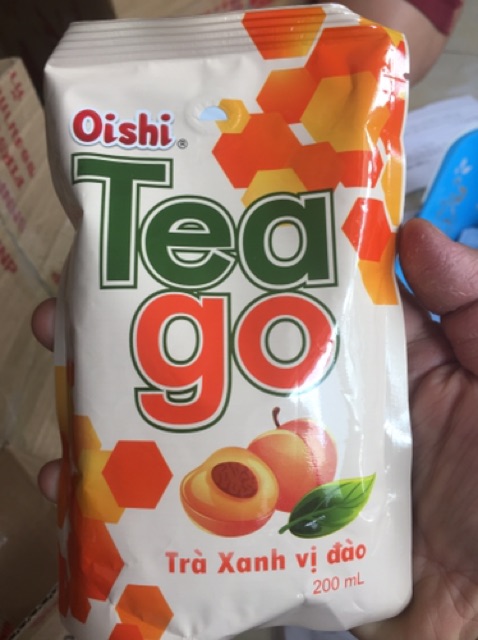 Oishi®
Tea
go
Trà Xanh vị đào
200 mL